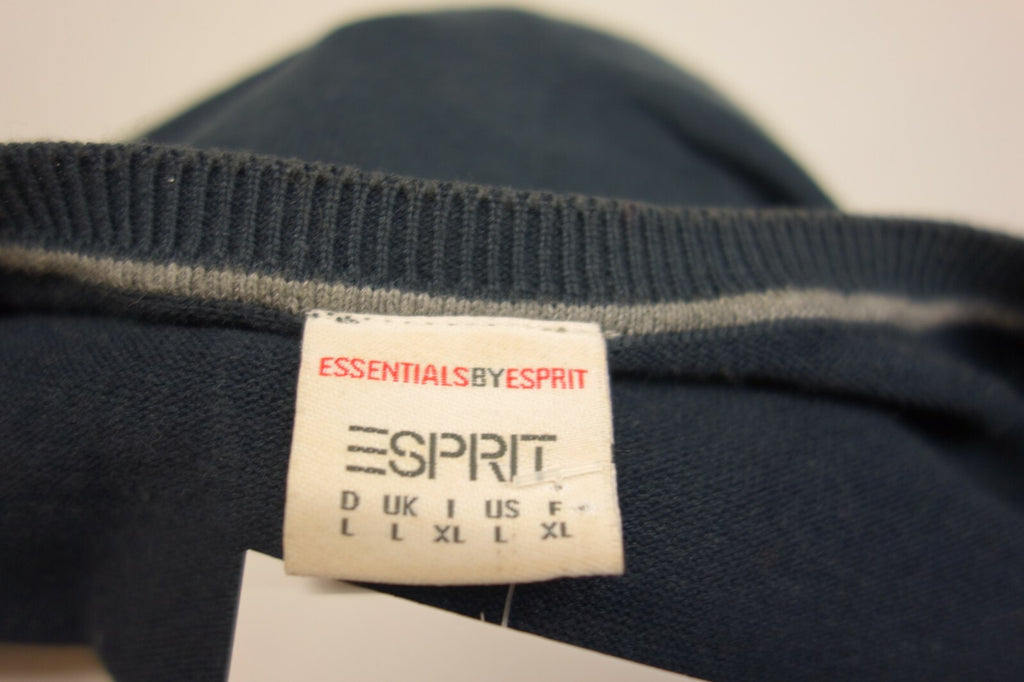 ESSENTIALSBYESPRIT
ESPRIT
D UK I US F
L L XL L XL